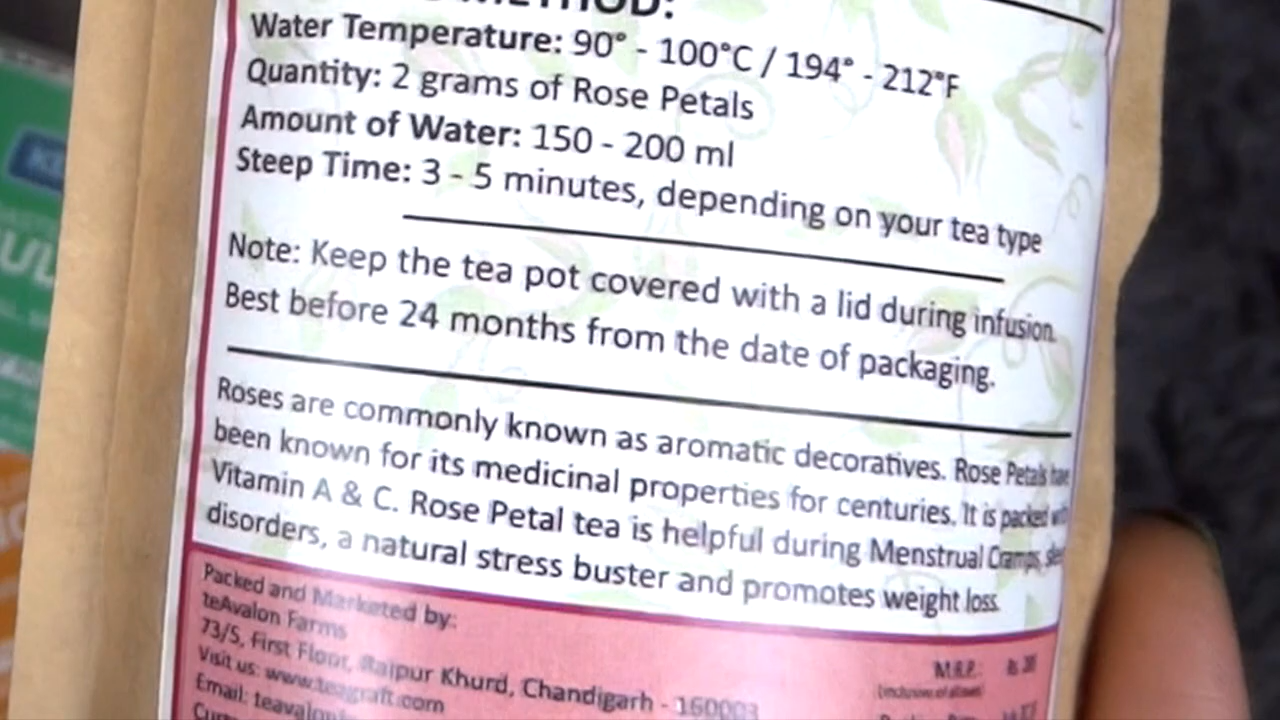 METHOD:
Water Temperature: 90° - 100°C / 194° - 212°F
Quantity: 2 grams of Rose Petals
Amount of Water: 150 - 200 ml
Steep Time: 3 - 5 minutes, depending on your tea type
Note: Keep the tea pot covered with a lid during infusion.
Best before 24 months from the date of packaging.
Roses are commonly known as aromatic decoratives. Rose Petals have
been known for its medicinal properties for centuries. It is packed with
Vitamin A & C. Rose Petal tea is helpful during Menstrual Cramps,
disorders, a natural stress buster and promotes weight loss.
Packed and Marketed by:
teAvalon Farms
73/5, First Floor, Raipur Khurd, Chandigarh - 160003
Visit us: www.teagraft.com
Email:
M.R.P.: Rs